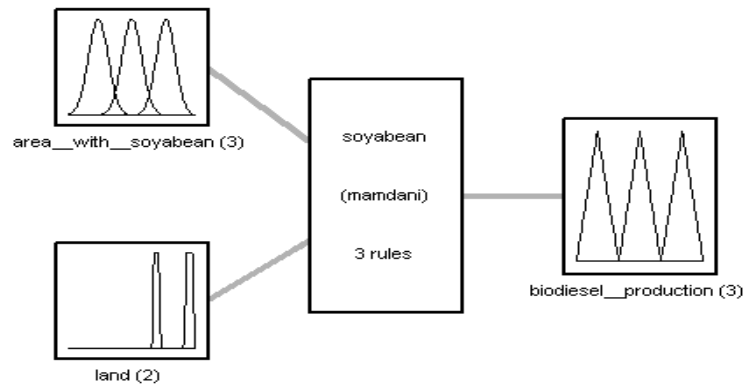 area__with__soyabean (3)
soyabean
(mamdani)
3 rules
biodiesel__production (3)
land (2)